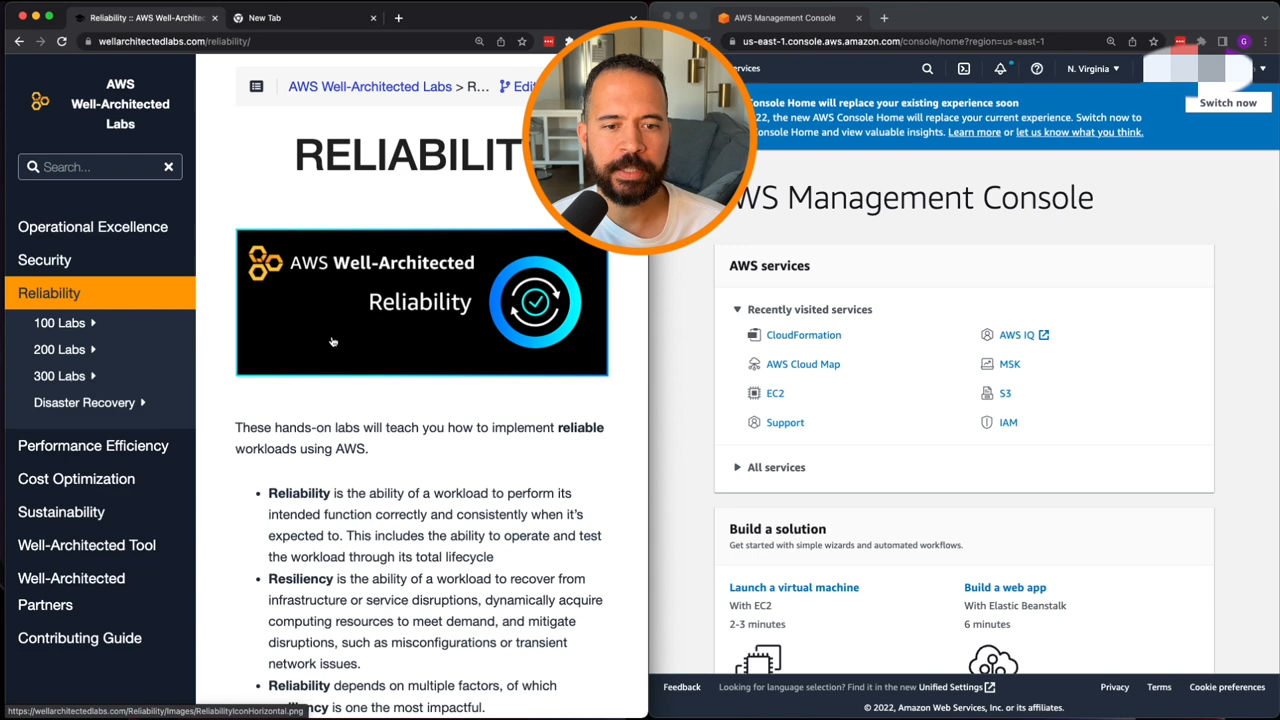 Reliability :: AWS Well-Architec
New Tab
wellarchitectedlabs.com/reliability/
AWS
Well-Architected
Labs
Search...
Operational Excellence
Security
Reliability
100 Labs
200 Labs
300 Labs
Disaster Recovery
Performance Efficiency
Cost Optimization
Sustainability
Well-Architected Tool
Well-Architected
Partners
Contributing Guide
AWS Well-Architected Labs > R...
RELIABILIT
AWS Well-Architected
Reliability
These hands-on labs will teach you how to implement reliable
workloads using AWS.
• Reliability is the ability of a workload to perform its
intended function correctly and consistently when it's
expected to. This includes the ability to operate and test
the workload through its total lifecycle
• Resiliency is the ability of a workload to recover from
infrastructure or service disruptions, dynamically acquire
computing resources to meet demand, and mitigate
disruptions, such as misconfigurations or transient
network issues.
• Reliability depends on multiple factors, of which
is one the most impactful.
https://wellarchitectedlabs.com/Reliability/Images/ReliabilityIconHorizontal.png
AWS Management Console
us-east-1.console.aws.amazon.com/console/home?region=us-east-1
G
ervices
N. Virginia
Console Home will replace your existing experience soon
22, the new AWS Console Home will replace your current experience. Switch now to
Console Home and view valuable insights. Learn more or let us know what you think.
Switch now
WS Management Console
AWS services
Recently visited services
CloudFormation
AWS IQ
AWS Cloud Map
MSK
EC2
S3
Support
IAM
All services
Build a solution
Get started with simple wizards and automated workflows.
Launch a virtual machine
With EC2
2-3 minutes
Build a web app
With Elastic Beanstalk
6 minutes
Feedback
Looking for language selection? Find it in the new Unified Settings
Privacy
Terms
Cookie preferences
© 2022, Amazon Web Services, Inc. or its affiliates.